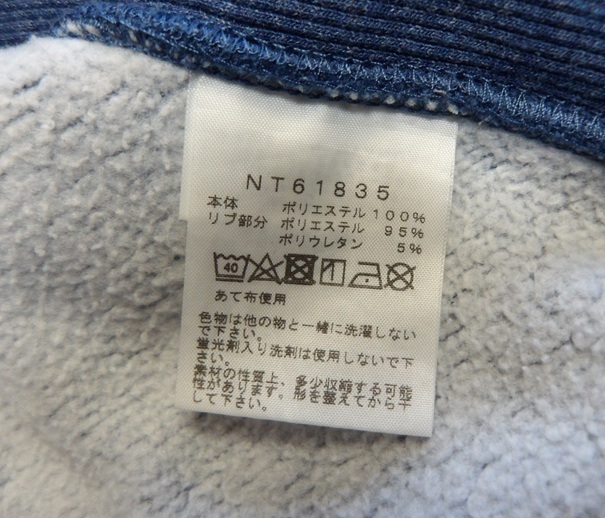 NT61835
本体 ポリエステル 100%
リブ部分 ポリエステル 95%
ポリウレタン 5%
40
あて布使用
色物は他の物と一緒に洗濯しない
で下さい。
蛍光剤入り洗剤は使用しないで下
さい。
素材の性質上、多少収縮する可能
性があります。形を整えてから干
して下さい。